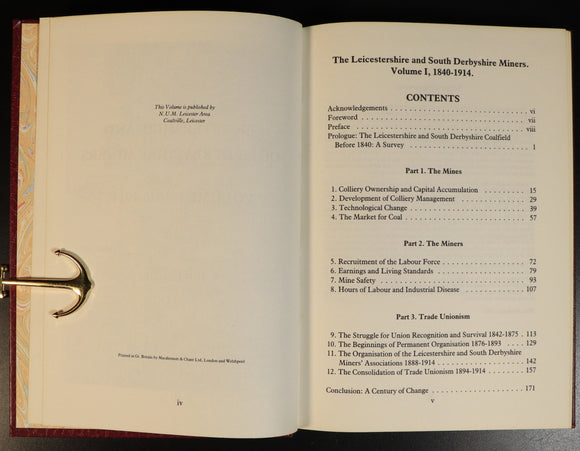 This Volume is published by
N.U.M. Leicester Area
Coalville, Leicester
Printed in Gt. Britain by Hazeldon & Chant Ltd, London and Welshpool
iv
The Leicestershire and South Derbyshire Miners.
Volume I, 1840-1914.
CONTENTS
Acknowledgements . . . . . . . . . . . . . . . . . . . . . . . vi
Foreword . . . . . . . . . . . . . . . . . . . . . . . vii
Preface . . . . . . . . . . . . . . . . . . . . . . . viii
Prologue: The Leicestershire and South Derbyshire Coalfield
Before 1840: A Survey . . . . . . . . . . . . . . . . . . . . 1
Part 1. The Mines
1. Colliery Ownership and Capital Accumulation . . . . . . . . 15
2. Development of Colliery Management . . . . . . . . . . . 29
3. Technological Change . . . . . . . . . . . . . . . . . 39
4. The Market for Coal . . . . . . . . . . . . . . . . . . 57
Part 2. The Miners
5. Recruitment of the Labour Force . . . . . . . . . . . . . 72
6. Earnings and Living Standards . . . . . . . . . . . . . . 79
7. Mine Safety . . . . . . . . . . . . . . . . . . . . . 93
8. Hours of Labour and Industrial Disease . . . . . . . . . . 107
Part 3. Trade Unionism
9. The Struggle for Union Recognition and Survival 1842-1875 . 113
10. The Beginnings of Permanent Organisation 1876-1893 . . . . 129
11. The Organisation of the Leicestershire and South Derbyshire
Miners' Associations 1888-1914 . . . . . . . . . . . . . 142
12. The Consolidation of Trade Unionism 1894-1914 . . . . . . 157
Conclusion: A Century of Change . . . . . . . . . . . . . . 171
v